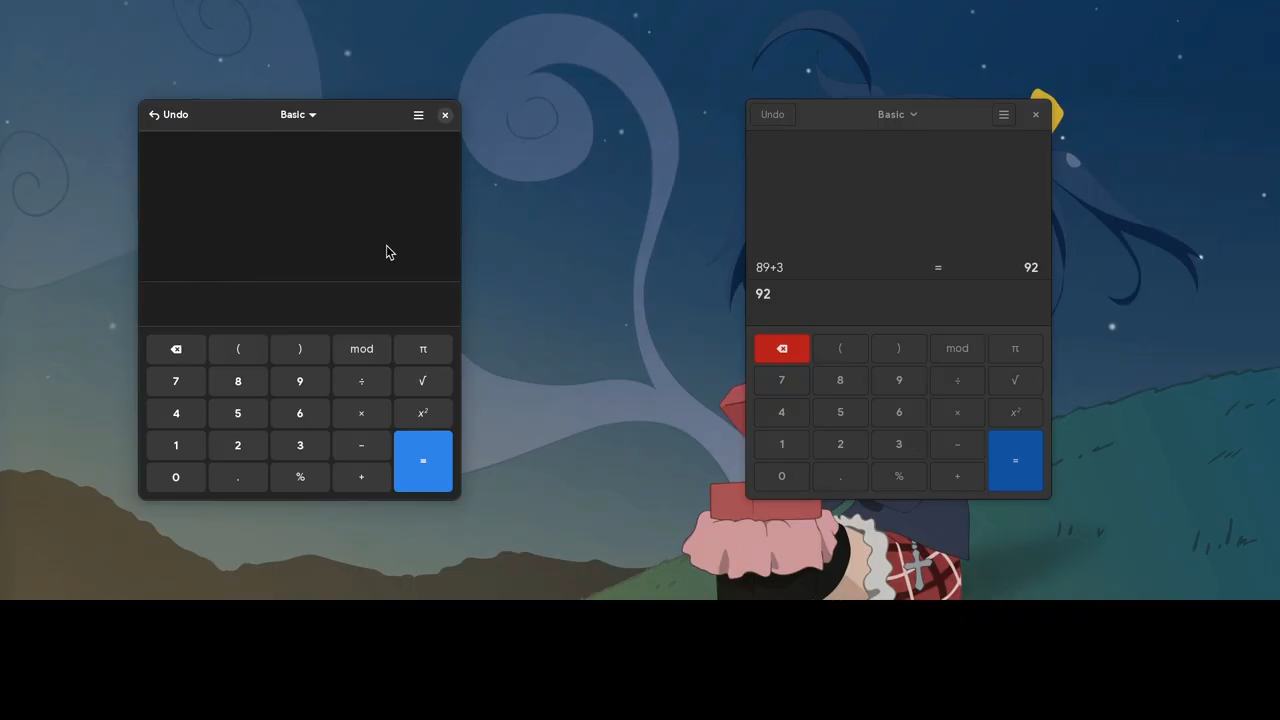 Undo
Basic
( ) mod π
7 8 9 ÷ √
4 5 6 × x²
1 2 3 − =
0 . % +
Undo
Basic
89+3 = 92
92
( ) mod π
7 8 9 ÷ √
4 5 6 × x²
1 2 3 − =
0 . % +